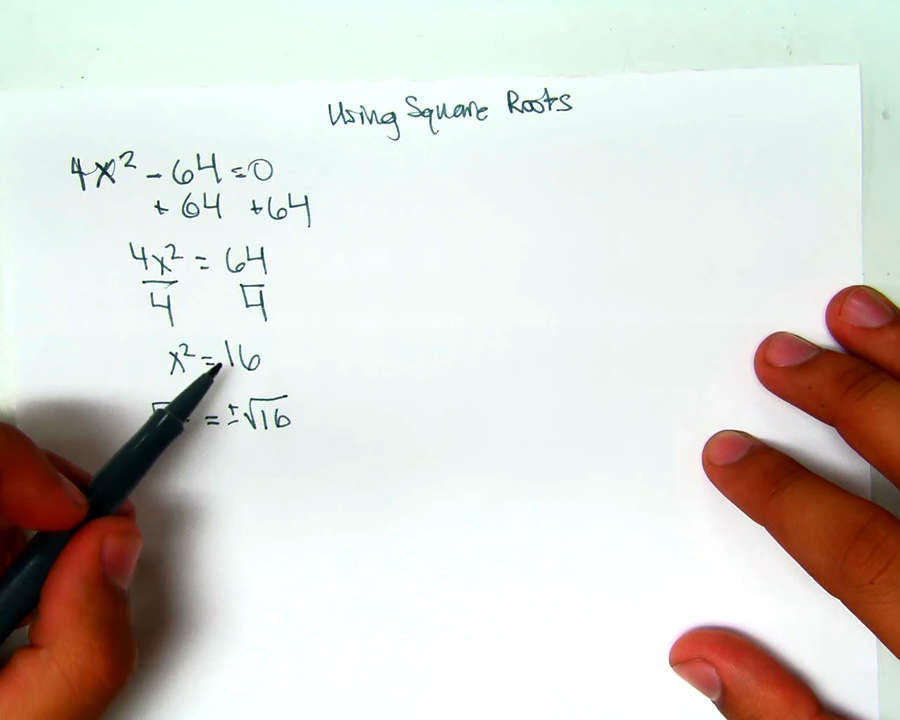 Using Square Roots
4x² - 64 = 0
+ 64 + 64
4x² = 64
4 4
x² = 16
= ±√16